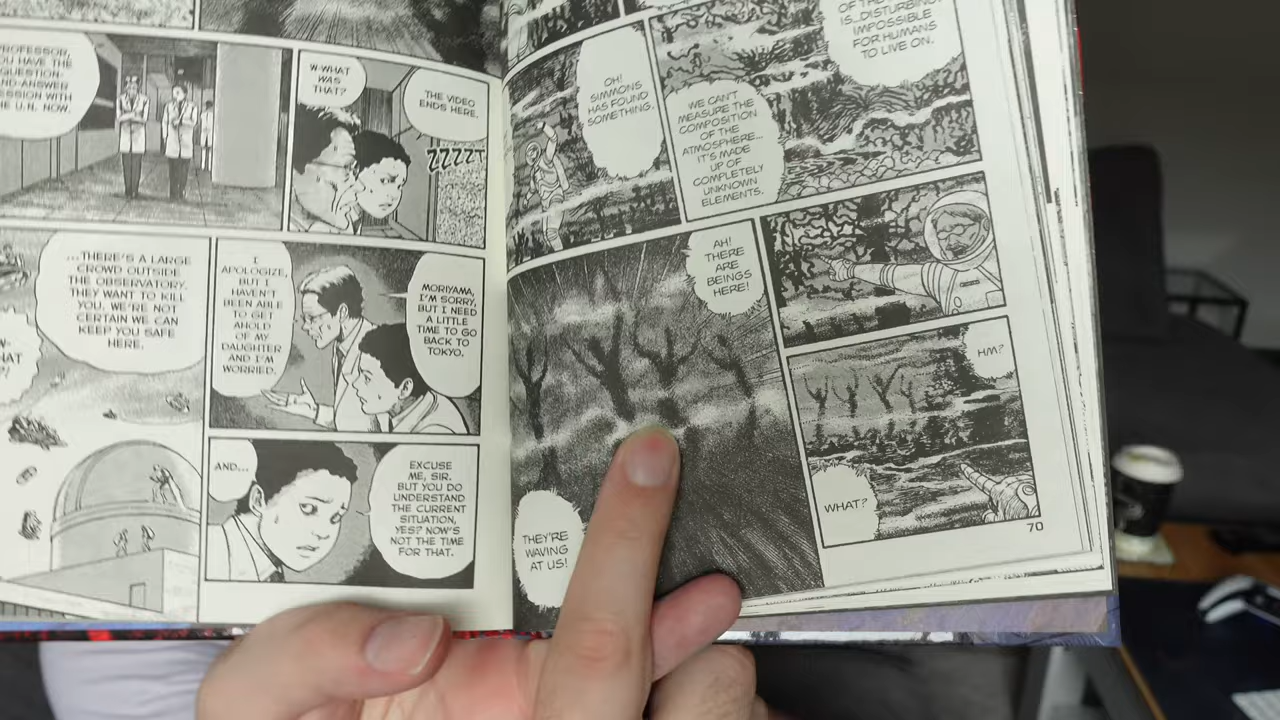 IS...DISTURBING.
IMPOSSIBLE
FOR HUMANS
TO LIVE ON.
WE CAN'T
MEASURE THE
COMPOSITION
OF THE
ATMOSPHERE...
IT'S MADE
UP OF
COMPLETELY
UNKNOWN
ELEMENTS.
OH!
SIMMONS
HAS FOUND
SOMETHING.
HM?
WHAT?
AH!
THERE
ARE
BEINGS
HERE!
THEY'RE
WAVING
AT US!
70
THE VIDEO
ENDS HERE.
ZZZZT
W-WHAT
WAS
THAT?
PROFESSOR,
YOU HAVE THE
QUESTION-
AND-ANSWER
SESSION WITH
THE U.N. NOW.
MORIYAMA,
I'M SORRY,
BUT I NEED
A LITTLE
TIME TO GO
BACK TO
TOKYO.
I
APOLOGIZE,
BUT I
HAVEN'T
BEEN ABLE
TO GET
AHOLD
OF MY
DAUGHTER
AND I'M
WORRIED.
EXCUSE
ME, SIR.
BUT YOU DO
UNDERSTAND
THE CURRENT
SITUATION,
YES? NOW'S
NOT THE TIME
FOR THAT.
AND...
...THERE'S A LARGE
CROWD OUTSIDE
THE OBSERVATORY.
THEY WANT TO KILL
YOU. WE'RE NOT
CERTAIN WE CAN
KEEP YOU SAFE
HERE.